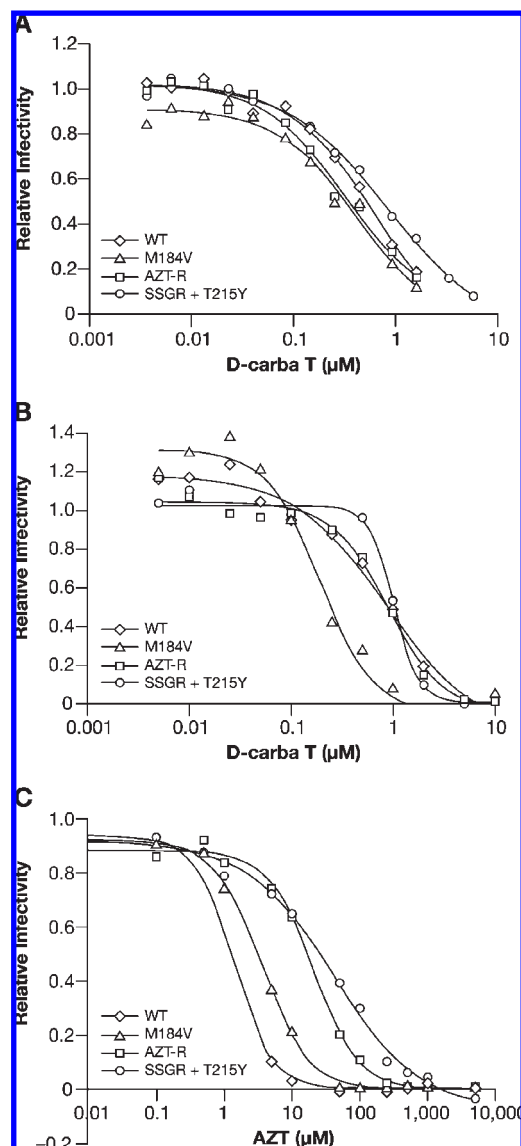 A
1.2
1.0
0.8
0.6
0.4
0.2
0
Relative Infectivity
WT
M184V
AZT-R
SSGR + T215Y
0.001 0.01 0.1 1 10
D-carba T (µM)
B
1.4
1.2
1.0
0.8
0.6
0.4
0.2
0
Relative Infectivity
WT
M184V
AZT-R
SSGR + T215Y
0.001 0.01 0.1 1 10
D-carba T (µM)
C
1.0
0.8
0.6
0.4
0.2
0
Relative Infectivity
WT
M184V
AZT-R
SSGR + T215Y
0.01 0.1 1 10 100 1,000 10,000
–0.2
AZT (µM)